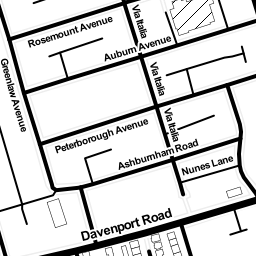 Rosemount Avenue
Via Italia
Auburn Avenue
Greenlaw Avenue
Via Italia
Peterborough Avenue
Via Italia
Ashburnham Road
Nunes Lane
Davenport Road